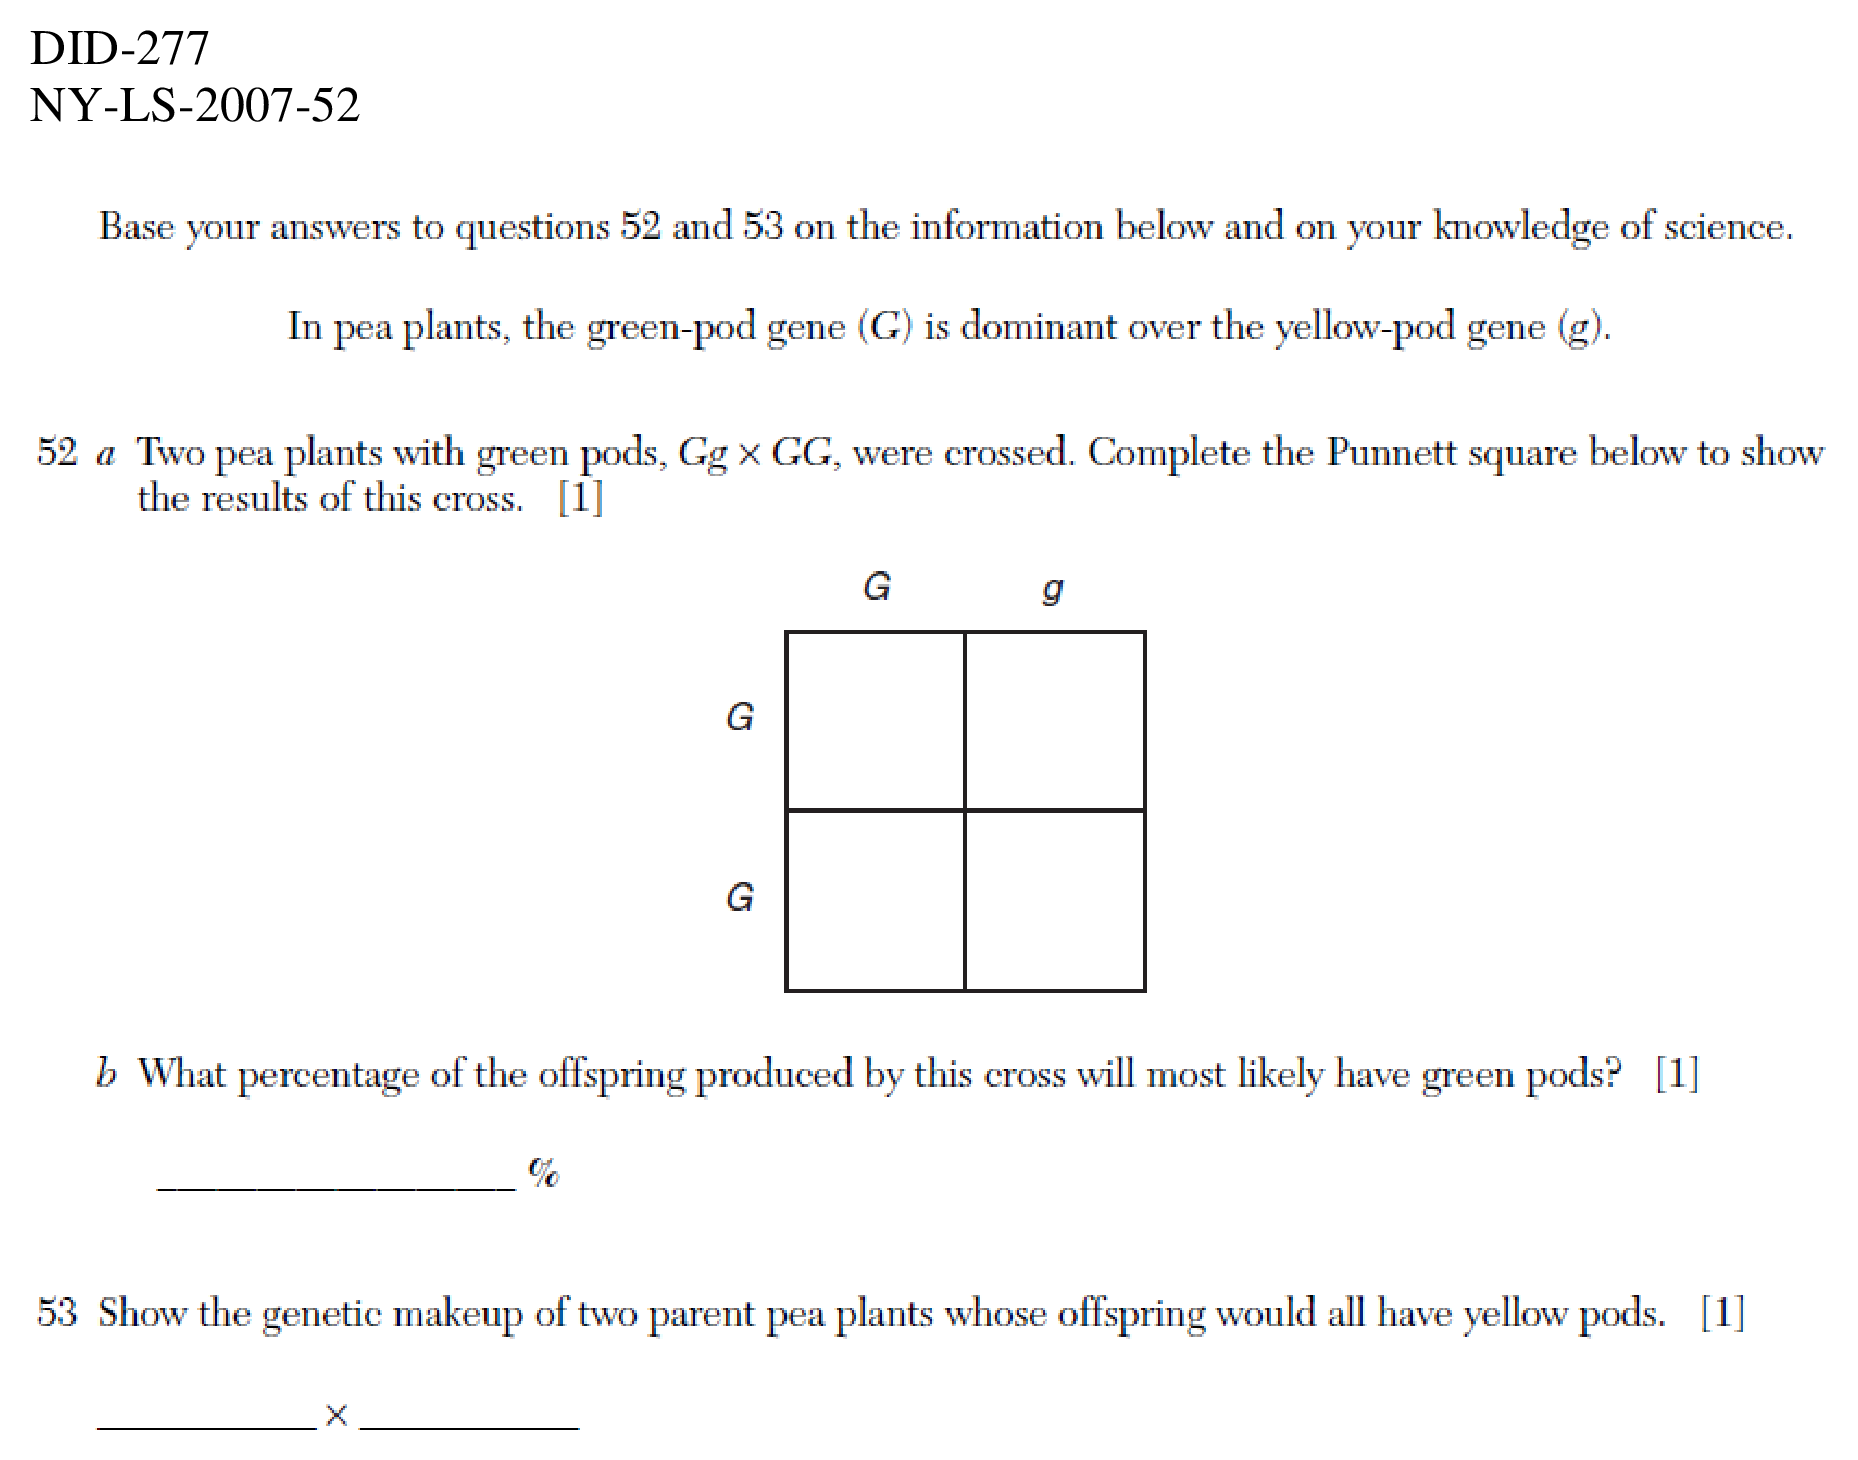 DID-277
NY-LS-2007-52
Base your answers to questions 52 and 53 on the information below and on your knowledge of science.
In pea plants, the green-pod gene (G) is dominant over the yellow-pod gene (g).
52 a Two pea plants with green pods, Gg × GG, were crossed. Complete the Punnett square below to show
the results of this cross. [1]
G g
G
G
b What percentage of the offspring produced by this cross will most likely have green pods? [1]
_________________ %
53 Show the genetic makeup of two parent pea plants whose offspring would all have yellow pods. [1]
___________ × ___________